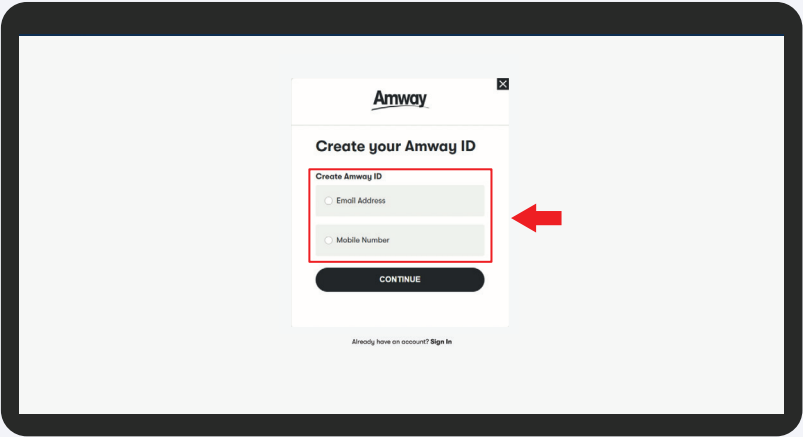 Amway
Create your Amway ID
Create Amway ID
Email Address
Mobile Number
CONTINUE
Already have an account? Sign In